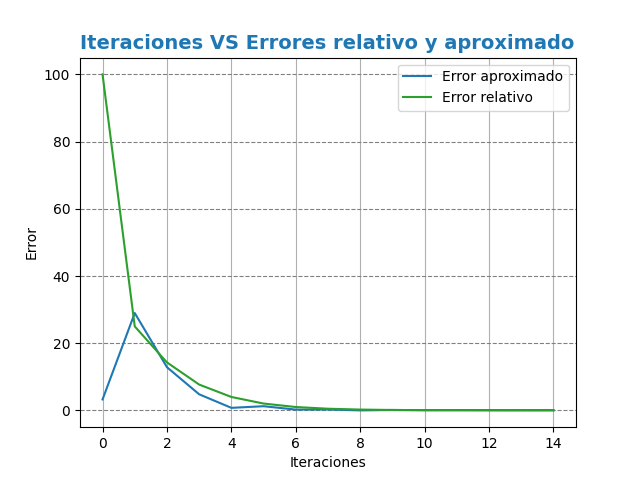 Iteraciones VS Errores relativo y aproximado
Error aproximado
Error relativo
100
80
60
40
20
0
Error
0 2 4 6 8 10 12 14
Iteraciones